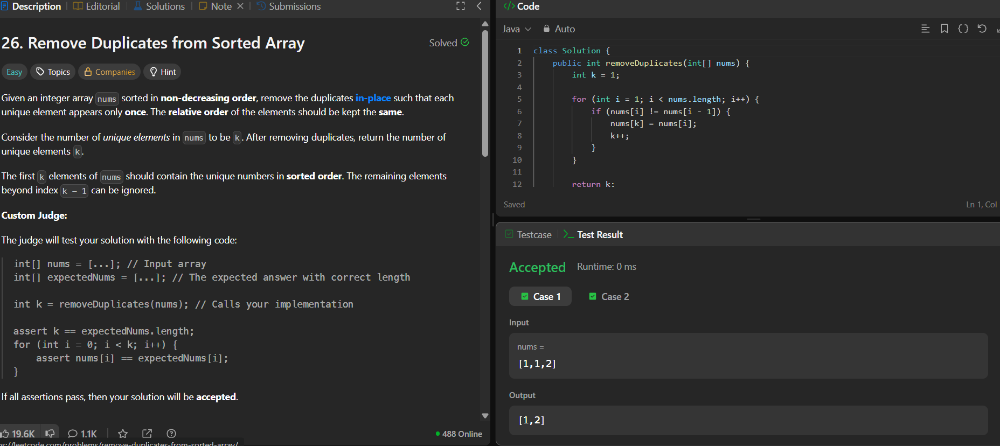 Description | Editorial | Solutions | Note × | Submissions
26. Remove Duplicates from Sorted Array
Solved
Easy
Topics
Companies
Hint
Given an integer array nums sorted in non-decreasing order, remove the duplicates in-place such that each
unique element appears only once. The relative order of the elements should be kept the same.
Consider the number of unique elements in nums to be k. After removing duplicates, return the number of
unique elements k.
The first k elements of nums should contain the unique numbers in sorted order. The remaining elements
beyond index k - 1 can be ignored.
Custom Judge:
The judge will test your solution with the following code:
int[] nums = [...]; // Input array
int[] expectedNums = [...]; // The expected answer with correct length
int k = removeDuplicates(nums); // Calls your implementation
assert k == expectedNums.length;
for (int i = 0; i < k; i++) {
    assert nums[i] == expectedNums[i];
}
If all assertions pass, then your solution will be accepted.
19.6K
1.1K
488 Online
ps://leetcode.com/problems/remove-duplicates-from-sorted-array/
</> Code
Java
Auto
1 class Solution {
2     public int removeDuplicates(int[] nums) {
3         int k = 1;
4
5         for (int i = 1; i < nums.length; i++) {
6             if (nums[i] != nums[i - 1]) {
7                 nums[k] = nums[i];
8                 k++;
9             }
10         }
11
12         return k;
Saved
Ln 1, Col
Testcase | >_ Test Result
Accepted
Runtime: 0 ms
Case 1
Case 2
Input
nums =
[1,1,2]
Output
[1,2]